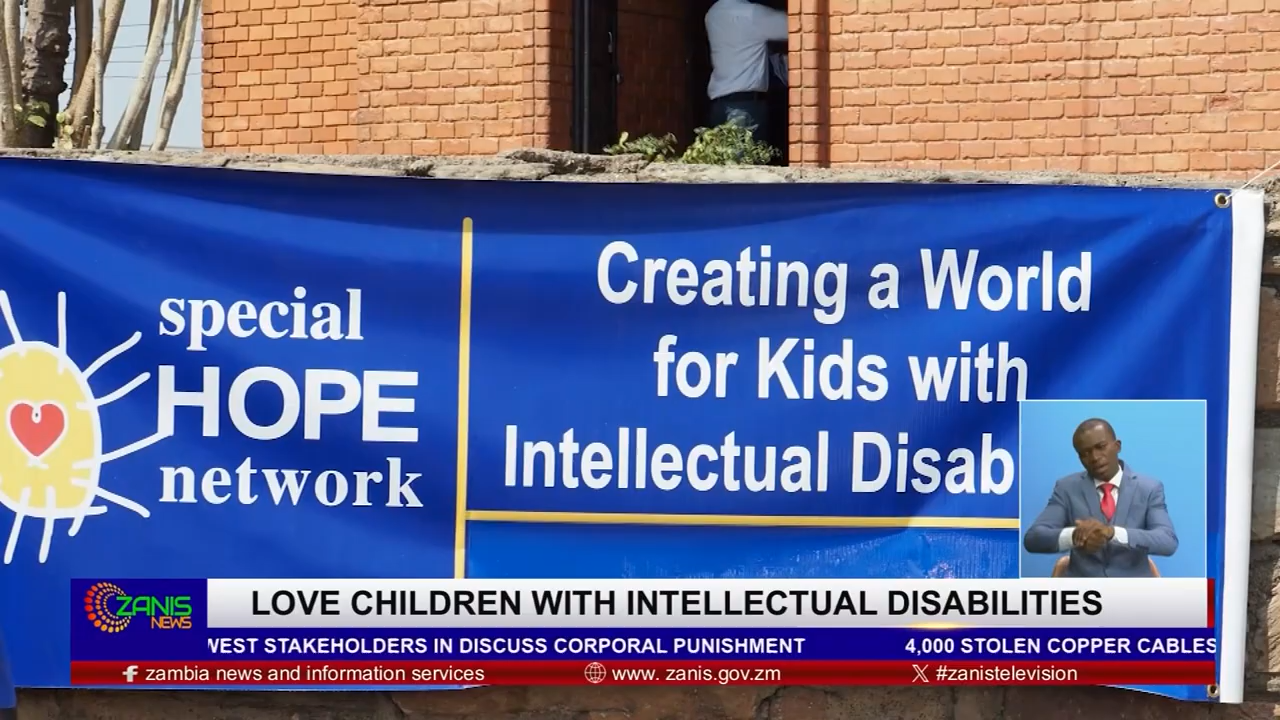 special
HOPE
network
Creating a World
for Kids with
Intellectual Disab
ZANIS
NEWS
LOVE CHILDREN WITH INTELLECTUAL DISABILITIES
WEST STAKEHOLDERS IN DISCUSS CORPORAL PUNISHMENT
4,000 STOLEN COPPER CABLES
zambia news and information services
www. zanis.gov.zm
#zanistelevision